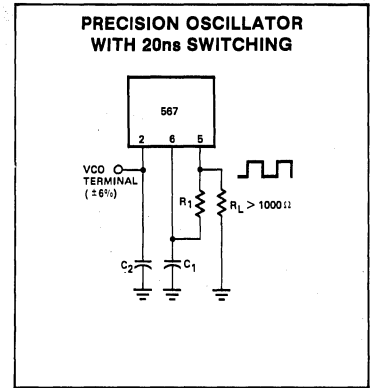 PRECISION OSCILLATOR
WITH 20ns SWITCHING
567
2 6 5
VCO
TERMINAL
(±6%)
R1
RL > 1000Ω
C2
C1